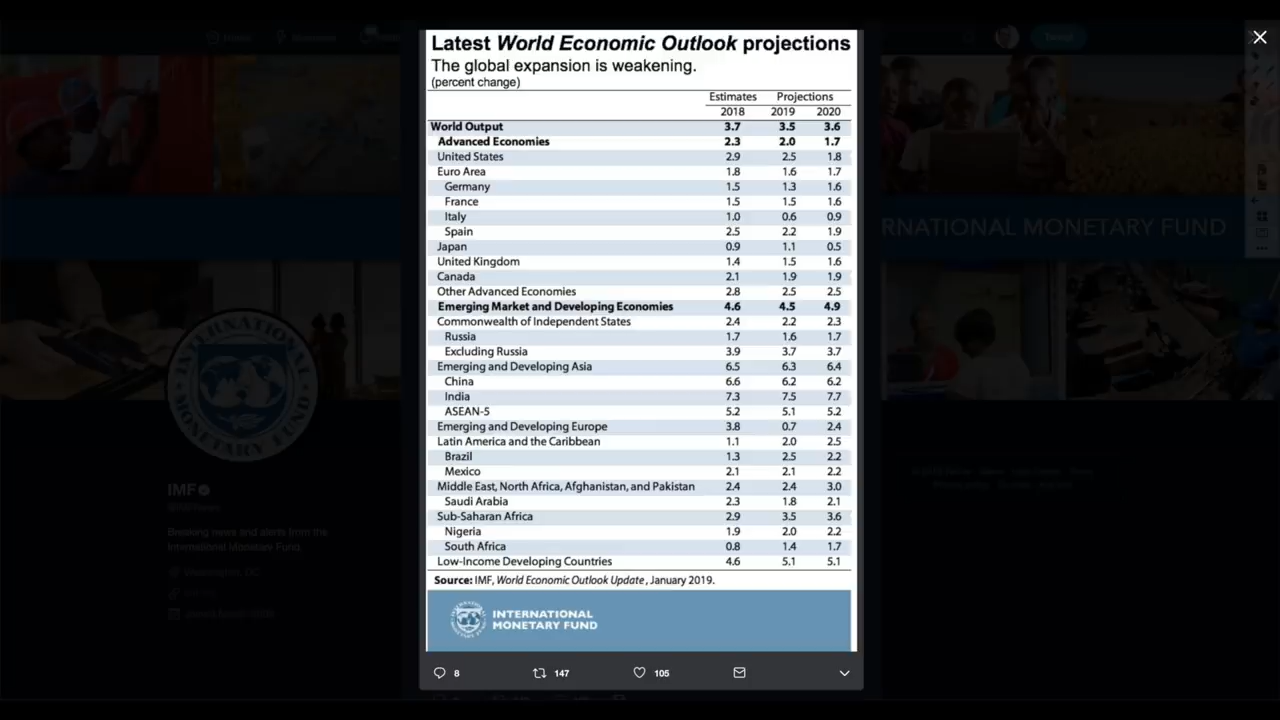 Latest World Economic Outlook projections
The global expansion is weakening.
(percent change)
Estimates Projections
2018 2019 2020
World Output 3.7 3.5 3.6
Advanced Economies 2.3 2.0 1.7
United States 2.9 2.5 1.8
Euro Area 1.8 1.6 1.7
Germany 1.5 1.3 1.6
France 1.5 1.5 1.6
Italy 1.0 0.6 0.9
Spain 2.5 2.2 1.9
Japan 0.9 1.1 0.5
United Kingdom 1.4 1.5 1.6
Canada 2.1 1.9 1.9
Other Advanced Economies 2.8 2.5 2.5
Emerging Market and Developing Economies 4.6 4.5 4.9
Commonwealth of Independent States 2.4 2.2 2.3
Russia 1.7 1.6 1.7
Excluding Russia 3.9 3.7 3.7
Emerging and Developing Asia 6.5 6.3 6.4
China 6.6 6.2 6.2
India 7.3 7.5 7.7
ASEAN-5 5.2 5.1 5.2
Emerging and Developing Europe 3.8 0.7 2.4
Latin America and the Caribbean 1.1 2.0 2.5
Brazil 1.3 2.5 2.2
Mexico 2.1 2.1 2.2
Middle East, North Africa, Afghanistan, and Pakistan 2.4 2.4 3.0
Saudi Arabia 2.3 1.8 2.1
Sub-Saharan Africa 2.9 3.5 3.6
Nigeria 1.9 2.0 2.2
South Africa 0.8 1.4 1.7
Low-Income Developing Countries 4.6 5.1 5.1
Source: IMF, World Economic Outlook Update, January 2019.
INTERNATIONAL
MONETARY FUND
8 147 105
RNATIONAL MONETARY FUND
INTERNATIONAL MONETARY FUND
IMF
Breaking news and alerts from the
International Monetary Fund.
Washington, DC